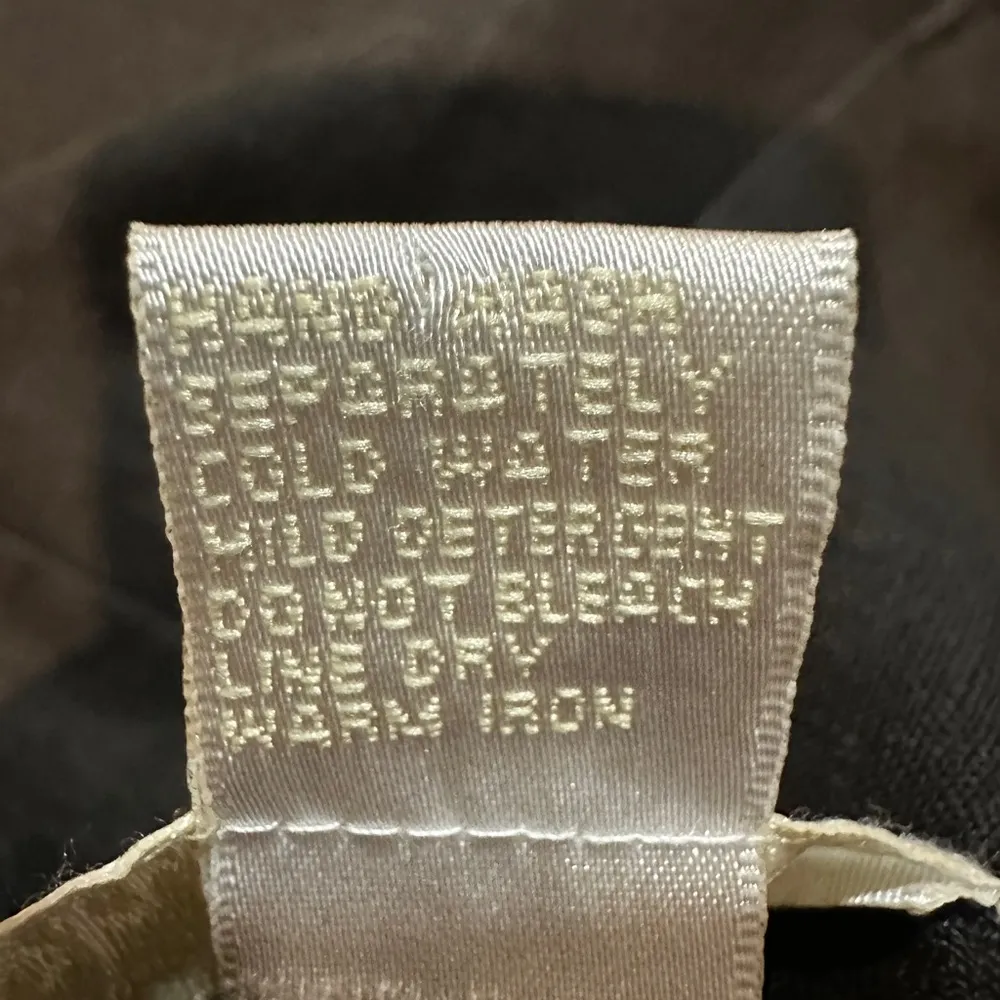 HAND WASH
SEPARATELY
COLD WATER
MILD DETERGENT
DO NOT BLEACH
LINE DRY
WARM IRON